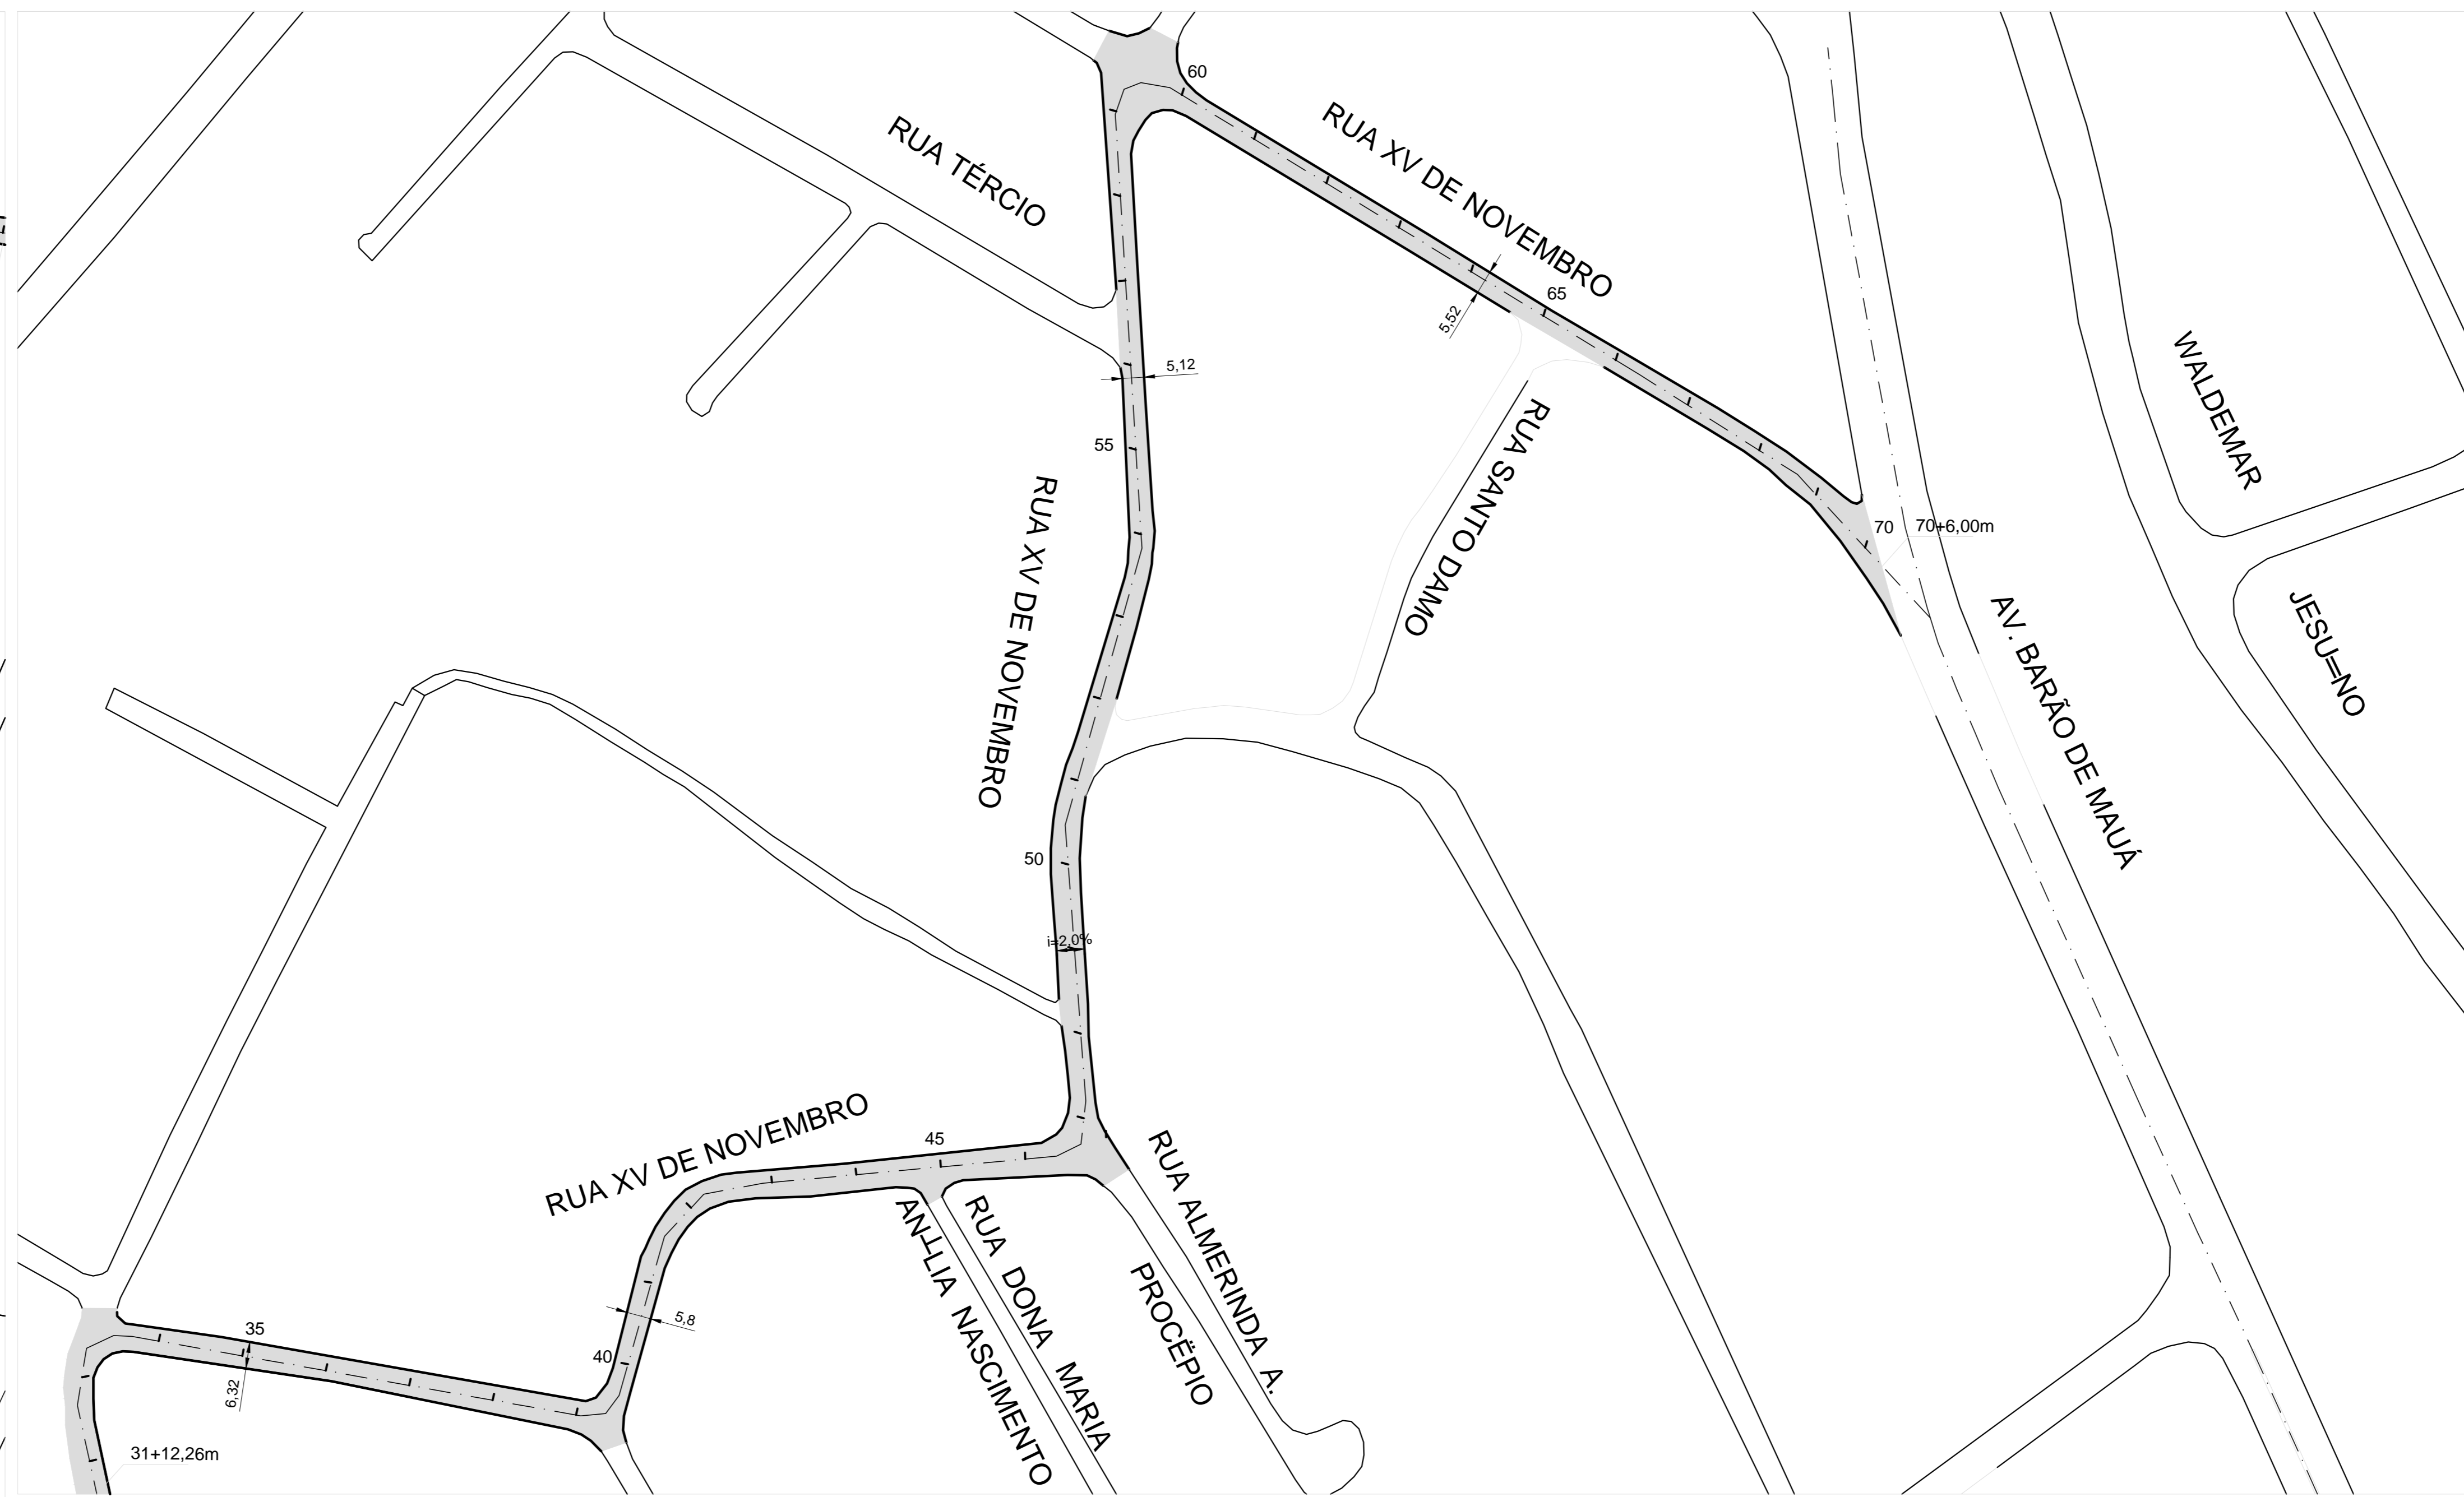 60
RUA XV DE NOVEMBRO
RUA TÉRCIO
65
5,52
5,12
WALDEMAR
55
RUA SANTO DAMO
RUA XV DE NOVEMBRO
70
70+6,00m
AV. BARÃO DE MAUÁ
JESU═NO
50
i=2,0%
RUA XV DE NOVEMBRO
45
RUA ALMERINDA A.
PROCËPIO
RUA DONA MARIA
AN┴LIA NASCIMENTO
5,8
35
40
6,32
31+12,26m